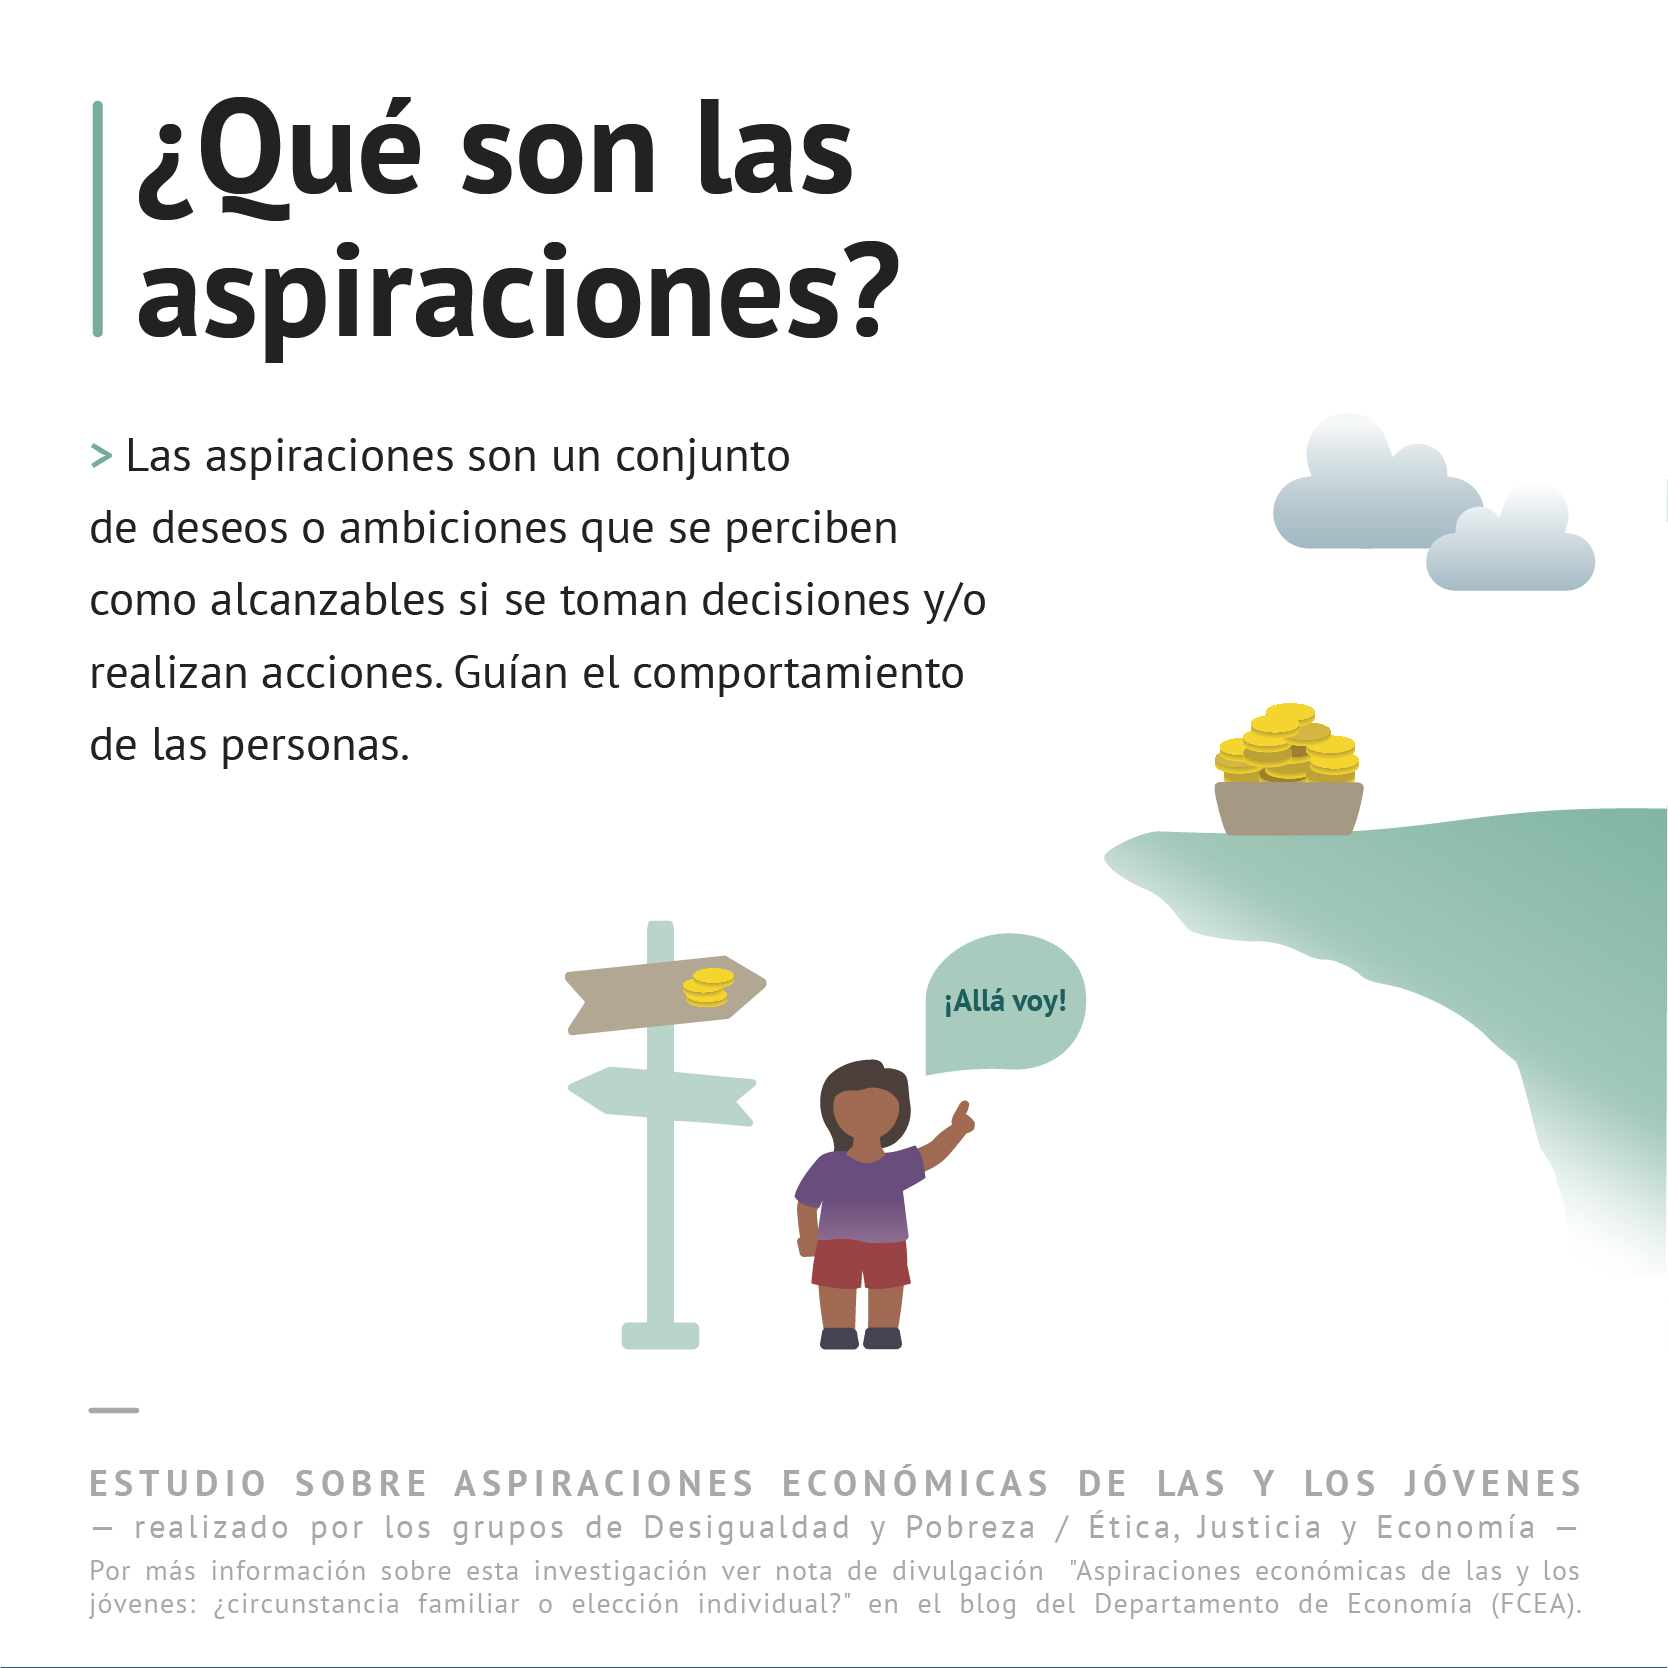 ¿Qué son las
aspiraciones?
> Las aspiraciones son un conjunto
de deseos o ambiciones que se perciben
como alcanzables si se toman decisiones y/o
realizan acciones. Guían el comportamiento
de las personas.
¡Allá voy!
ESTUDIO SOBRE ASPIRACIONES ECONÓMICAS DE LAS Y LOS JÓVENES
— realizado por los grupos de Desigualdad y Pobreza / Ética, Justicia y Economía —
Por más información sobre esta investigación ver nota de divulgación "Aspiraciones económicas de las y los
jóvenes: ¿circunstancia familiar o elección individual?" en el blog del Departamento de Economía (FCEA).